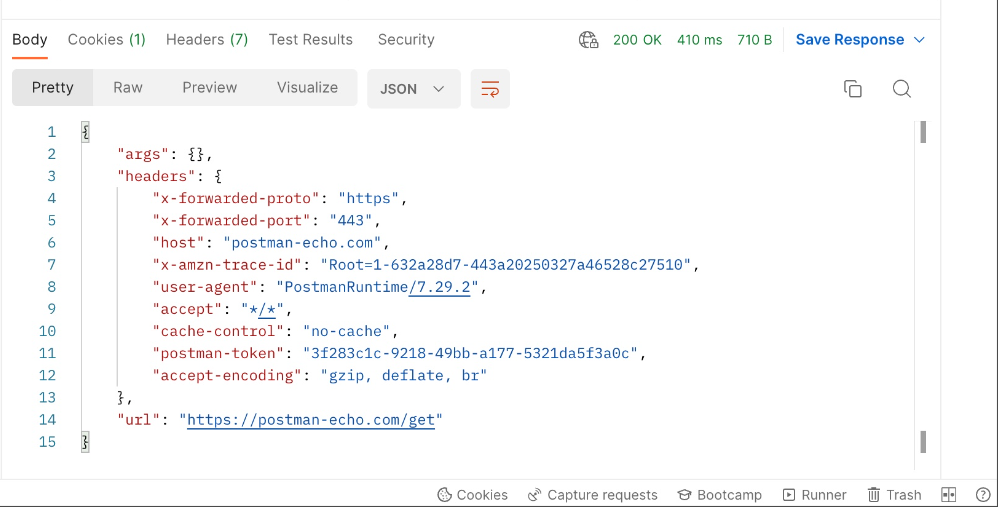 Body Cookies (1) Headers (7) Test Results Security 200 OK 410 ms 710 B Save Response
Pretty Raw Preview Visualize JSON
1 {
2 "args": {},
3 "headers": {
4 "x-forwarded-proto": "https",
5 "x-forwarded-port": "443",
6 "host": "postman-echo.com",
7 "x-amzn-trace-id": "Root=1-632a28d7-443a20250327a46528c27510",
8 "user-agent": "PostmanRuntime/7.29.2",
9 "accept": "*/*",
10 "cache-control": "no-cache",
11 "postman-token": "3f283c1c-9218-49bb-a177-5321da5f3a0c",
12 "accept-encoding": "gzip, deflate, br"
13 },
14 "url": "https://postman-echo.com/get"
15 }
Cookies Capture requests Bootcamp Runner Trash